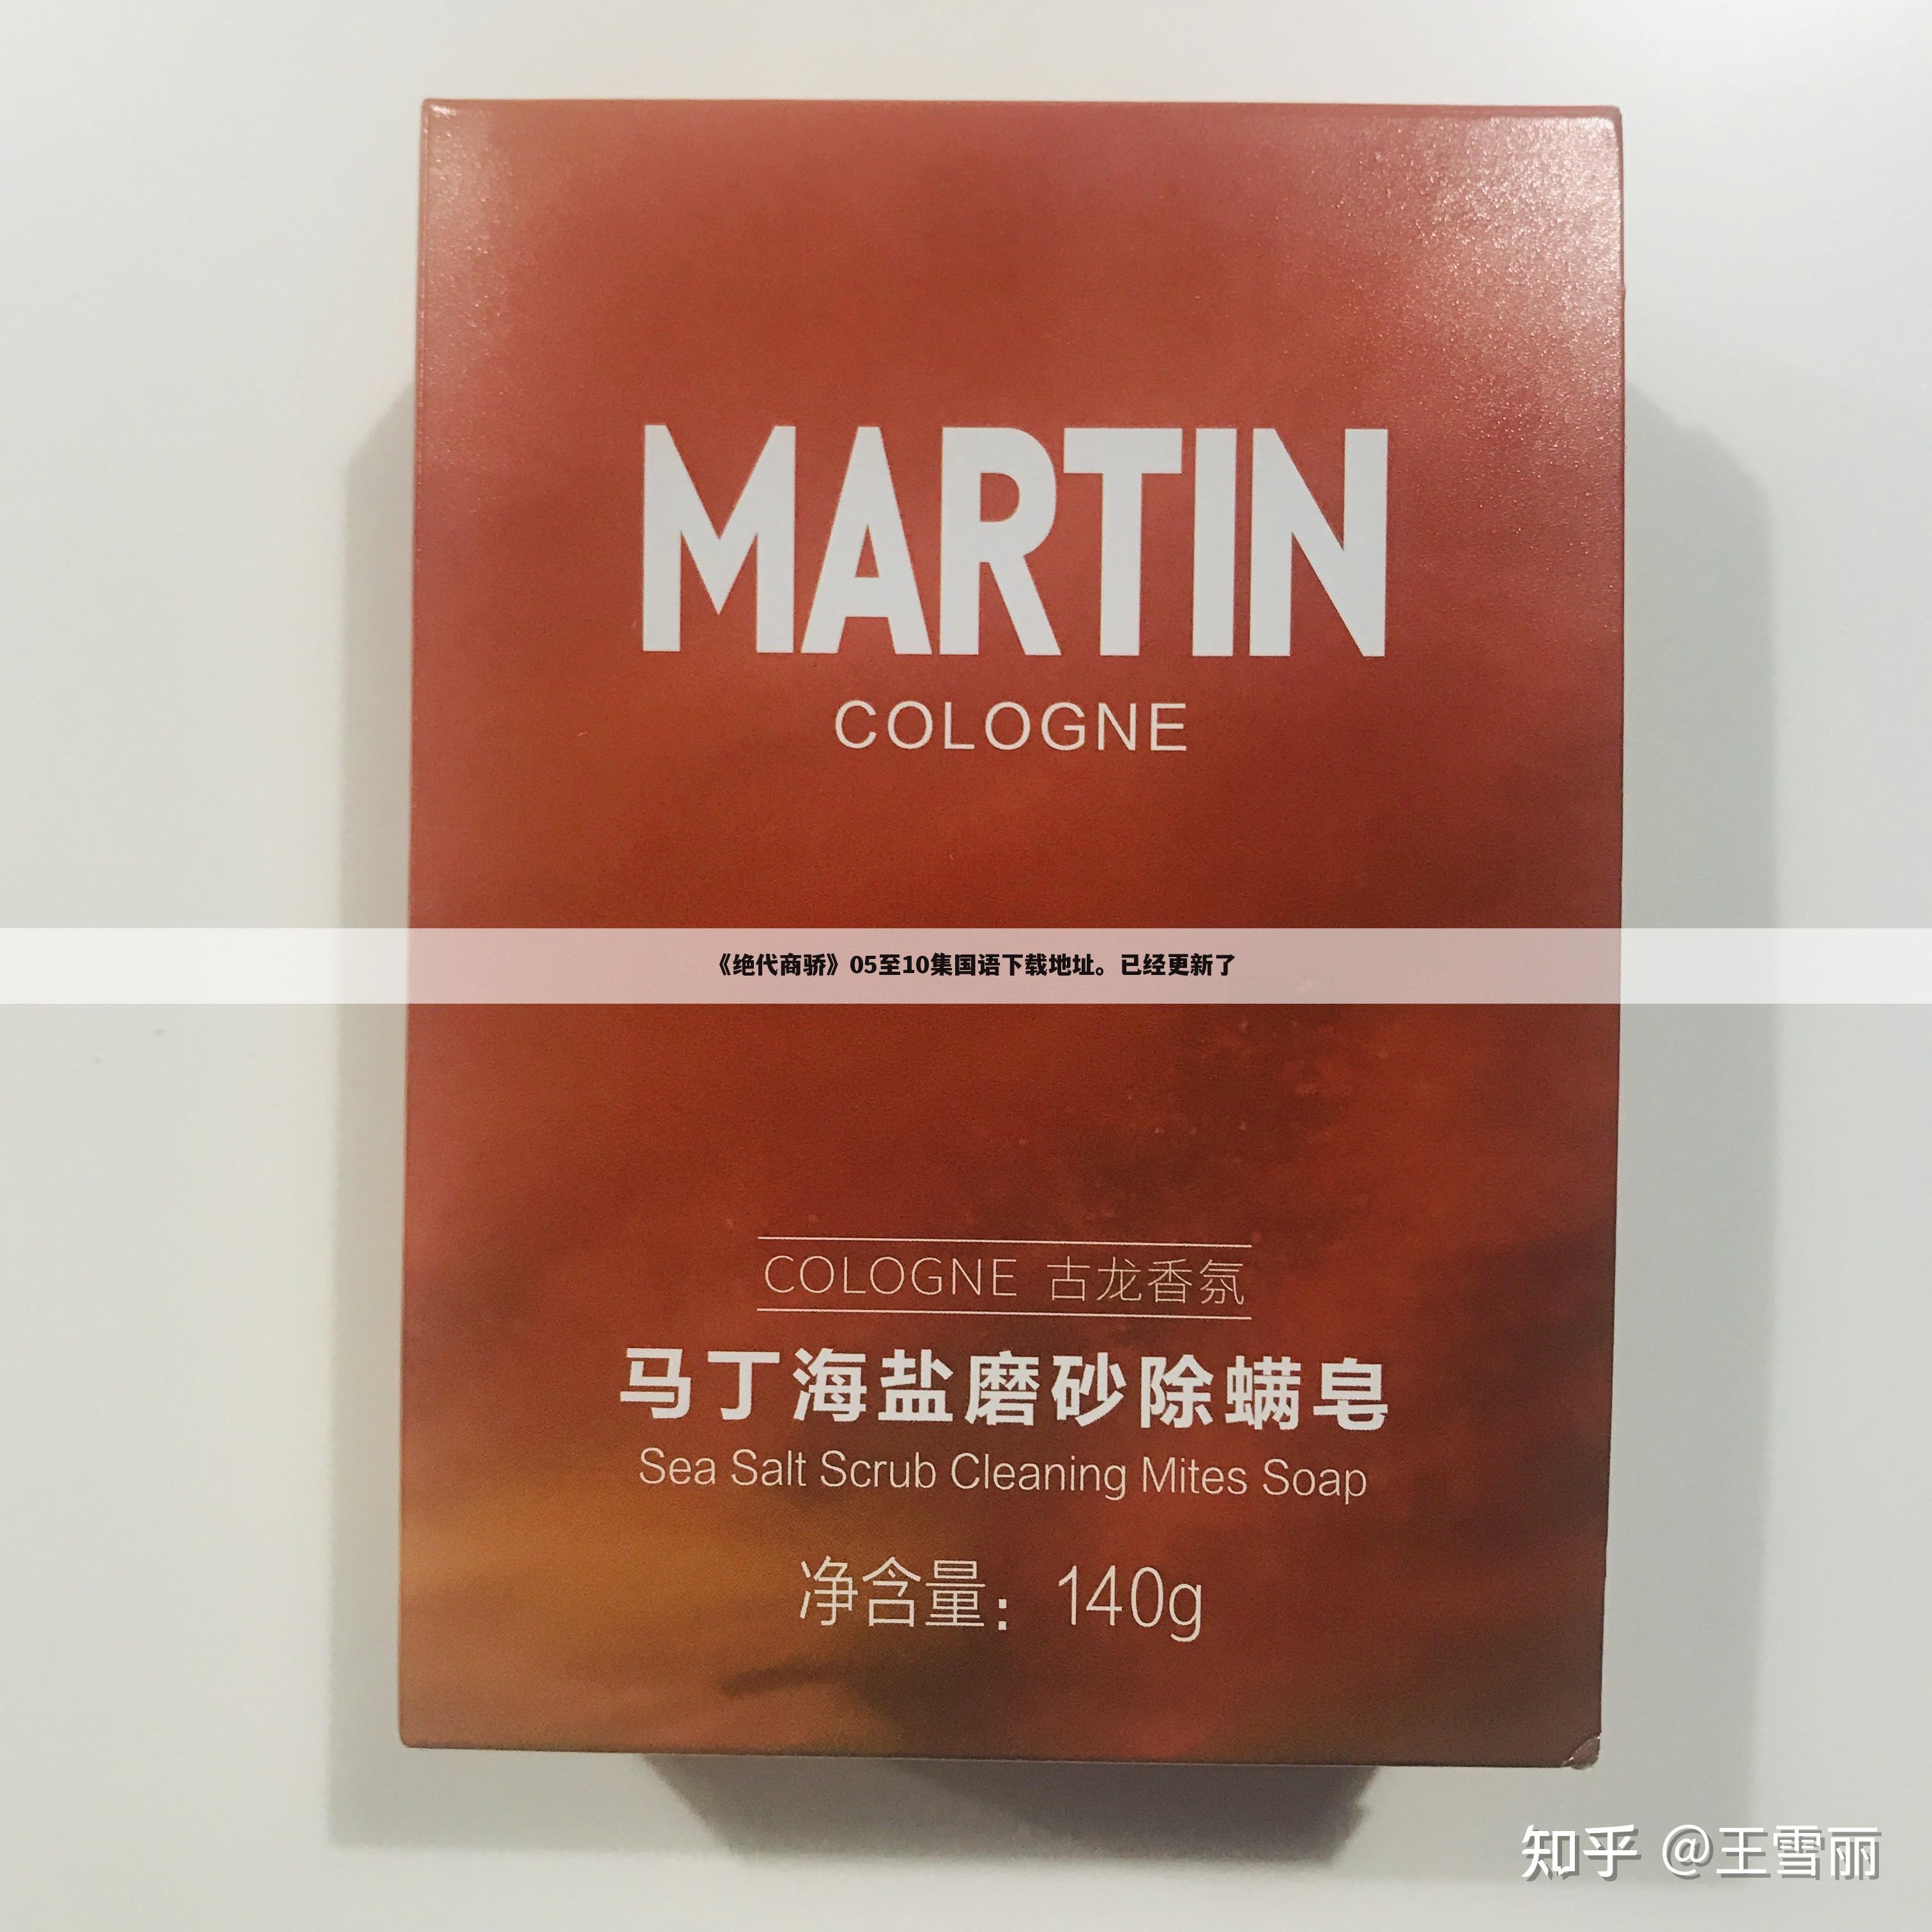 MARTIN
COLOGNE
《绝代商骄》05至10集国语下载地址。已经更新了
COLOGNE 古龙香氛
马丁海盐磨砂除螨皂
Sea Salt Scrub Cleaning Mites Soap
净含量：140g
知乎 @王雪丽